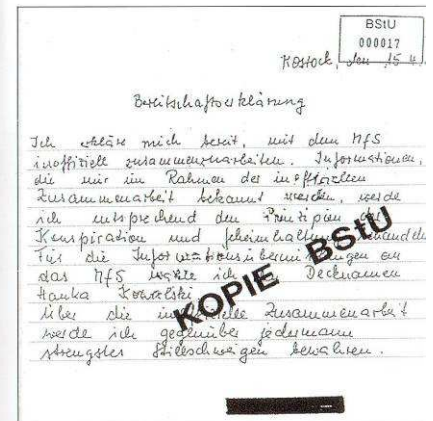 BStU
000017
Rostock, den 15.4.
Bereitschaftserklärung
Ich erkläre mich bereit, mit dem MfS
inoffiziell zusammenzuarbeiten. Informationen,
die mir im Rahmen der inoffiziellen
Zusammenarbeit bekannt werden, werde
ich entsprechend den Prinzipien der
Konspiration und Geheimhaltung behandeln.
Für die Informationsübermittlungen an
das MfS wähle ich den Decknamen
Hanka Kowalski
Über die inoffizielle Zusammenarbeit
werde ich gegenüber jedermann
strengstes Stillschweigen bewahren.
KOPIE BStU